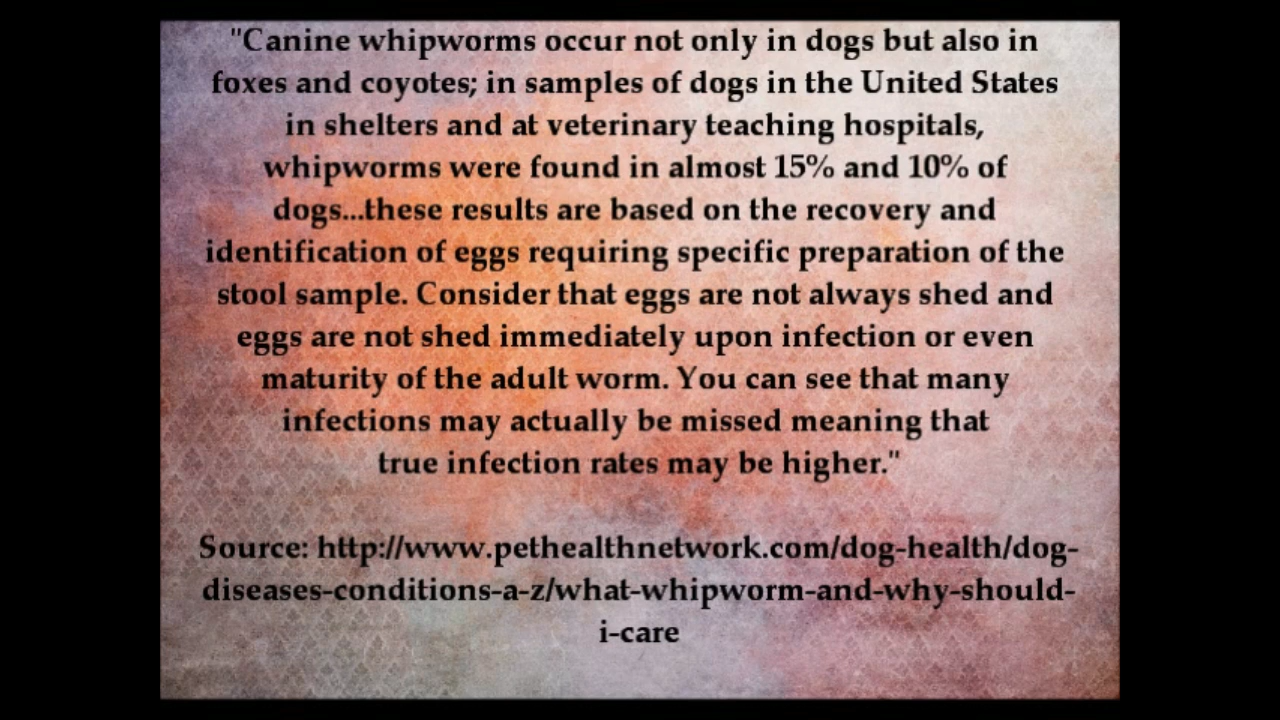 "Canine whipworms occur not only in dogs but also in
foxes and coyotes; in samples of dogs in the United States
in shelters and at veterinary teaching hospitals,
whipworms were found in almost 15% and 10% of
dogs...these results are based on the recovery and
identification of eggs requiring specific preparation of the
stool sample. Consider that eggs are not always shed and
eggs are not shed immediately upon infection or even
maturity of the adult worm. You can see that many
infections may actually be missed meaning that
true infection rates may be higher."
Source: http://www.pethealthnetwork.com/dog-health/dog-
diseases-conditions-a-z/what-whipworm-and-why-should-
i-care